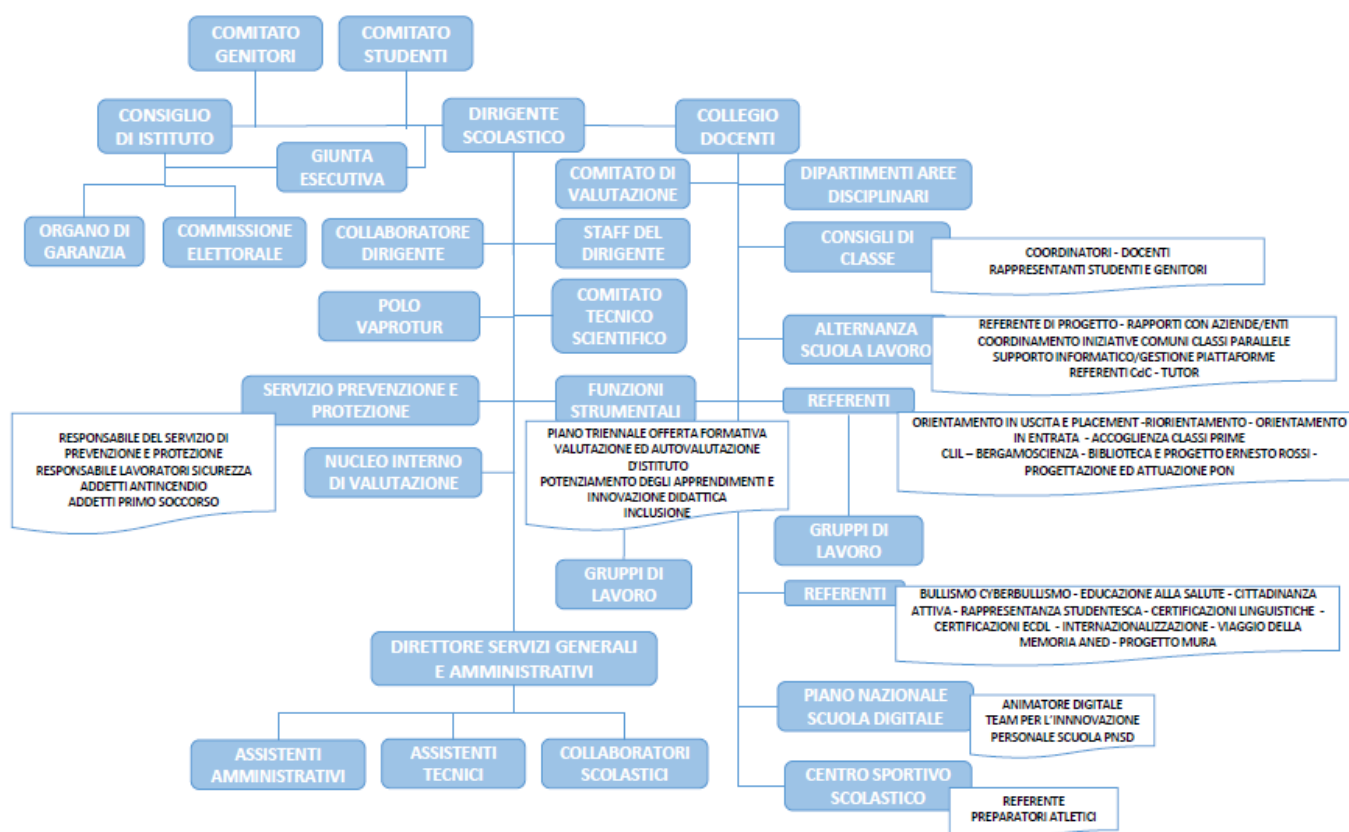 COMITATO
GENITORI
COMITATO
STUDENTI
CONSIGLIO
DI ISTITUTO
DIRIGENTE
SCOLASTICO
COLLEGIO
DOCENTI
GIUNTA
ESECUTIVA
COMITATO DI
VALUTAZIONE
DIPARTIMENTI AREE
DISCIPLINARI
ORGANO DI
GARANZIA
COMMISSIONE
ELETTORALE
COLLABORATORE
DIRIGENTE
STAFF DEL
DIRIGENTE
CONSIGLI DI
CLASSE
COORDINATORI - DOCENTI
RAPPRESENTANTI STUDENTI E GENITORI
POLO
VAPROTUR
COMITATO
TECNICO
SCIENTIFICO
ALTERNANZA
SCUOLA LAVORO
REFERENTE DI PROGETTO - RAPPORTI CON AZIENDE/ENTI
COORDINAMENTO INIZIATIVE COMUNI CLASSI PARALLELE
SUPPORTO INFORMATICO/GESTIONE PIATTAFORME
REFERENTI CdC - TUTOR
SERVIZIO PREVENZIONE E
PROTEZIONE
FUNZIONI
STRUMENTALI
REFERENTI
RESPONSABILE DEL SERVIZIO DI
PREVENZIONE E PROTEZIONE
RESPONSABILE LAVORATORI SICUREZZA
ADDETTI ANTINCENDIO
ADDETTI PRIMO SOCCORSO
NUCLEO INTERNO
DI VALUTAZIONE
PIANO TRIENNALE OFFERTA FORMATIVA
VALUTAZIONE ED AUTOVALUTAZIONE
D'ISTITUTO
POTENZIAMENTO DEGLI APPRENDIMENTI E
INNOVAZIONE DIDATTICA
INCLUSIONE
ORIENTAMENTO IN USCITA E PLACEMENT -RIORIENTAMENTO - ORIENTAMENTO
IN ENTRATA - ACCOGLIENZA CLASSI PRIME
CLIL – BERGAMOSCIENZA - BIBLIOTECA E PROGETTO ERNESTO ROSSI -
PROGETTAZIONE ED ATTUAZIONE PON
GRUPPI DI
LAVORO
GRUPPI DI
LAVORO
REFERENTI
BULLISMO CYBERBULLISMO - EDUCAZIONE ALLA SALUTE - CITTADINANZA
ATTIVA - RAPPRESENTANZA STUDENTESCA - CERTIFICAZIONI LINGUISTICHE -
CERTIFICAZIONI ECDL - INTERNAZIONALIZZAZIONE - VIAGGIO DELLA
MEMORIA ANED - PROGETTO MURA
DIRETTORE SERVIZI GENERALI
E AMMINISTRATIVI
PIANO NAZIONALE
SCUOLA DIGITALE
ANIMATORE DIGITALE
TEAM PER L'INNNOVAZIONE
PERSONALE SCUOLA PNSD
ASSISTENTI
AMMINISTRATIVI
ASSISTENTI
TECNICI
COLLABORATORI
SCOLASTICI
CENTRO SPORTIVO
SCOLASTICO
REFERENTE
PREPARATORI ATLETICI